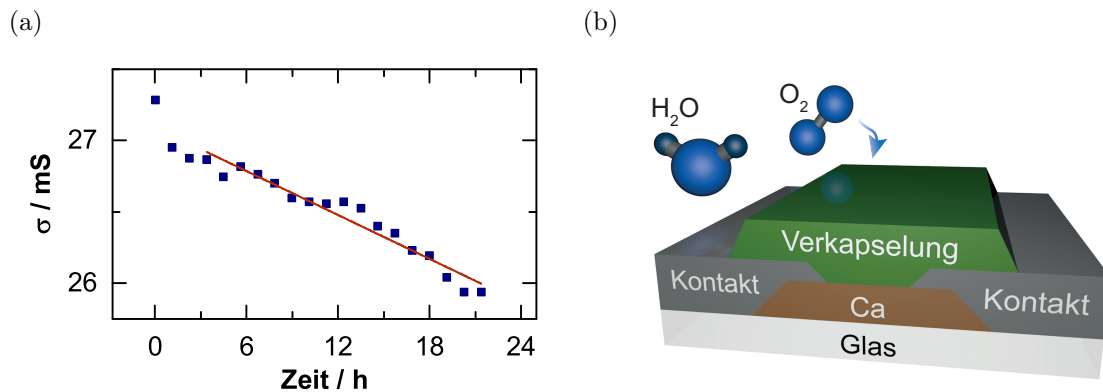 (a)
(b)
27
26
σ / mS
0 6 12 18 24
Zeit / h
H₂O
O₂
Verkapselung
Kontakt
Kontakt
Ca
Glas